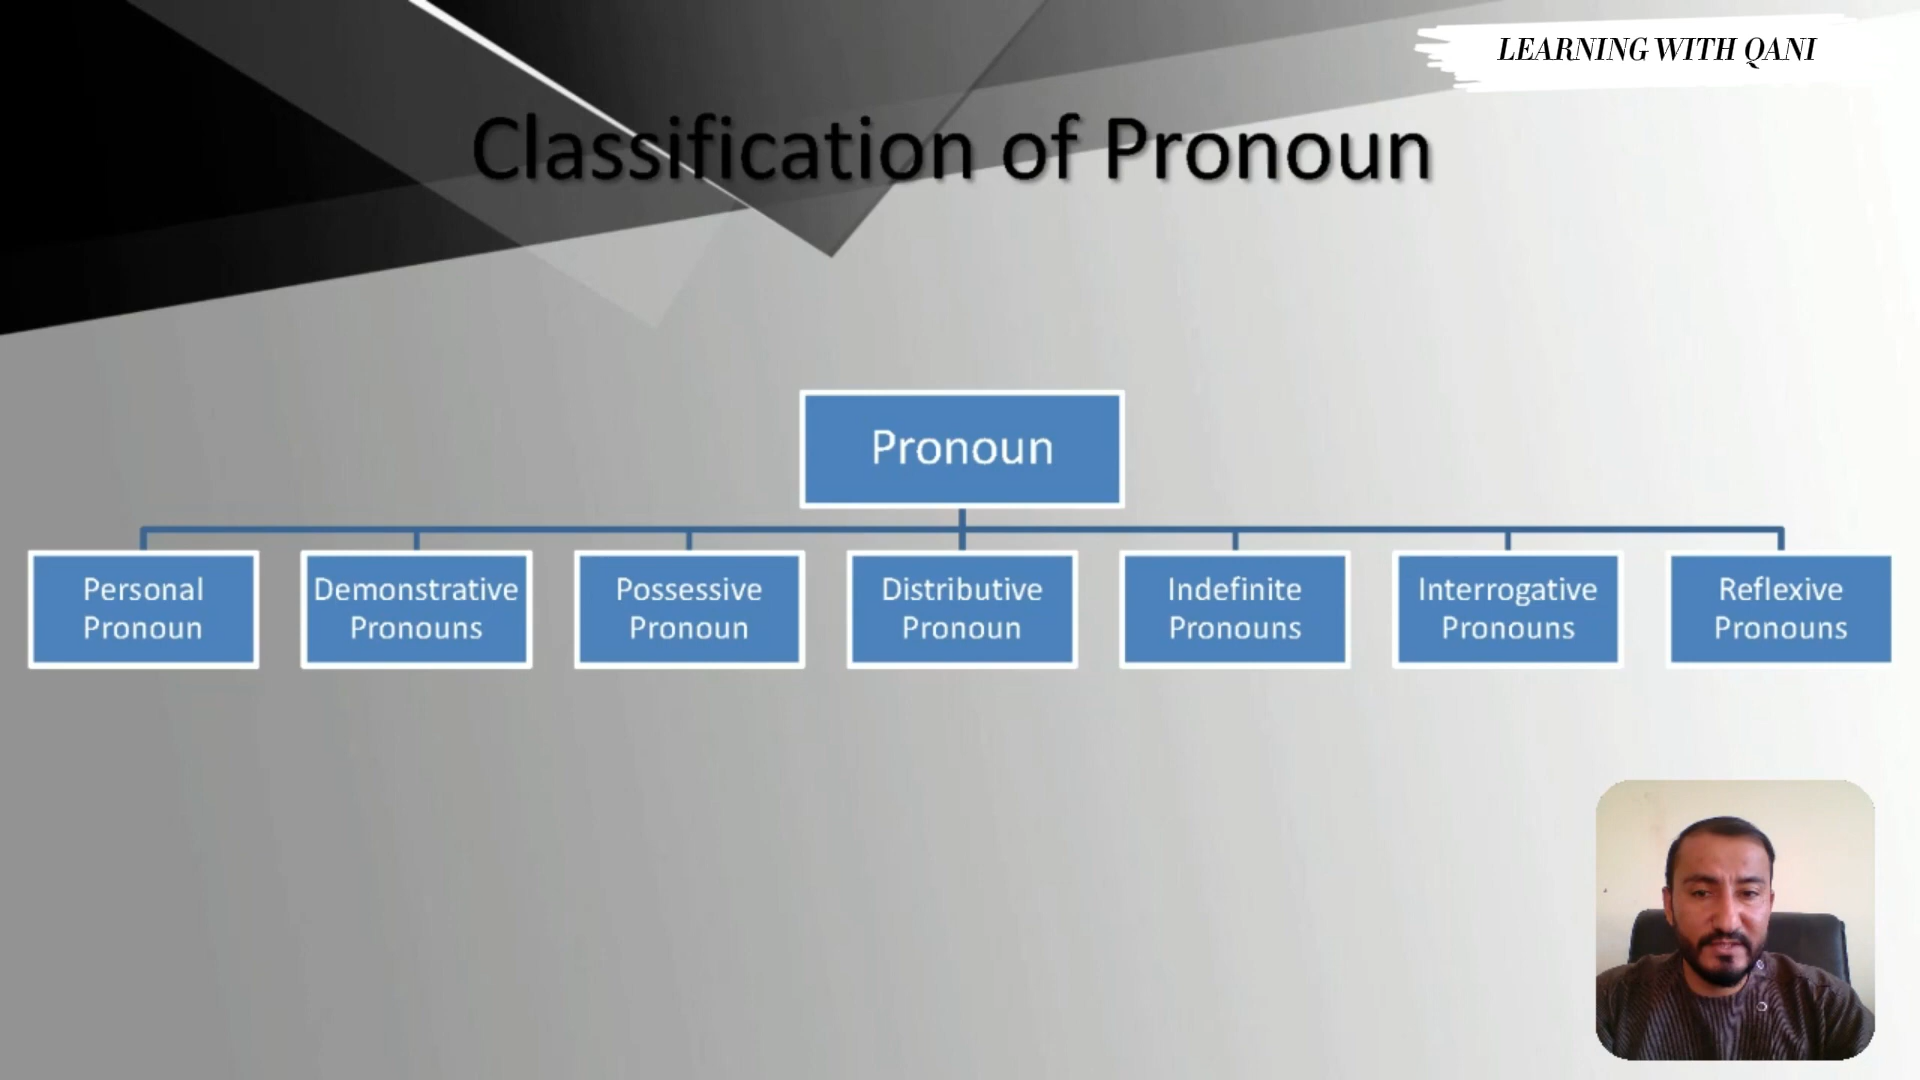 LEARNING WITH QANI
Classification of Pronoun
Pronoun
Personal
Pronoun
Demonstrative
Pronouns
Possessive
Pronoun
Distributive
Pronoun
Indefinite
Pronouns
Interrogative
Pronouns
Reflexive
Pronouns